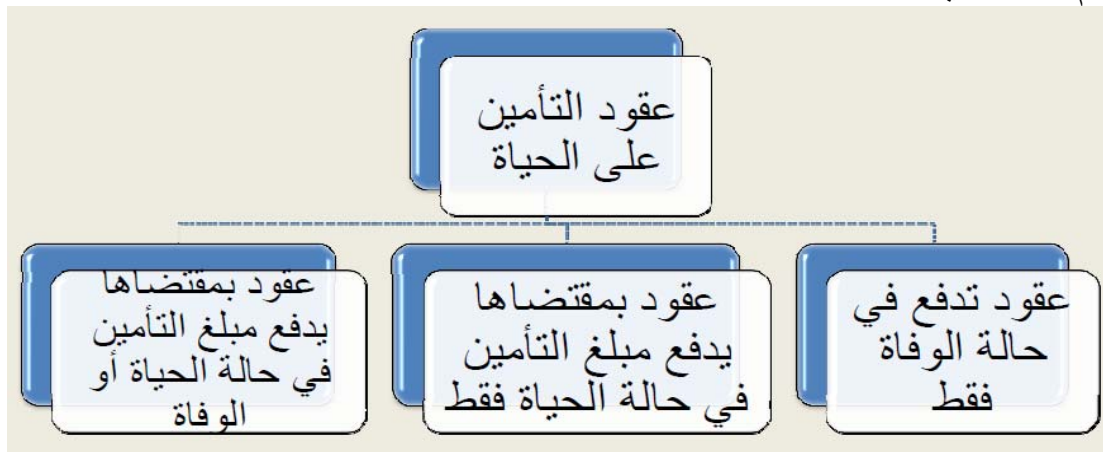 عقود التأمين
على الحياة
عقود تدفع في
حالة الوفاة
فقط
عقود بمقتضاها
يدفع مبلغ التأمين
في حالة الحياة فقط
عقود بمقتضاها
يدفع مبلغ التأمين
في حالة الحياة أو
الوفاة